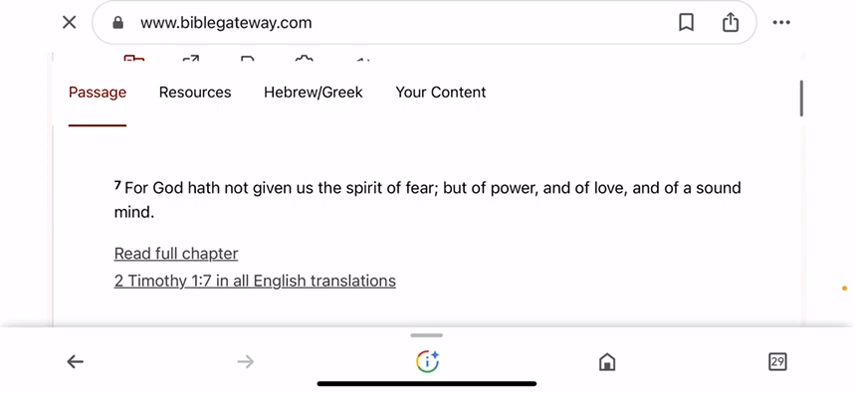 www.biblegateway.com
Passage Resources Hebrew/Greek Your Content
7 For God hath not given us the spirit of fear; but of power, and of love, and of a sound
mind.
Read full chapter
2 Timothy 1:7 in all English translations
29